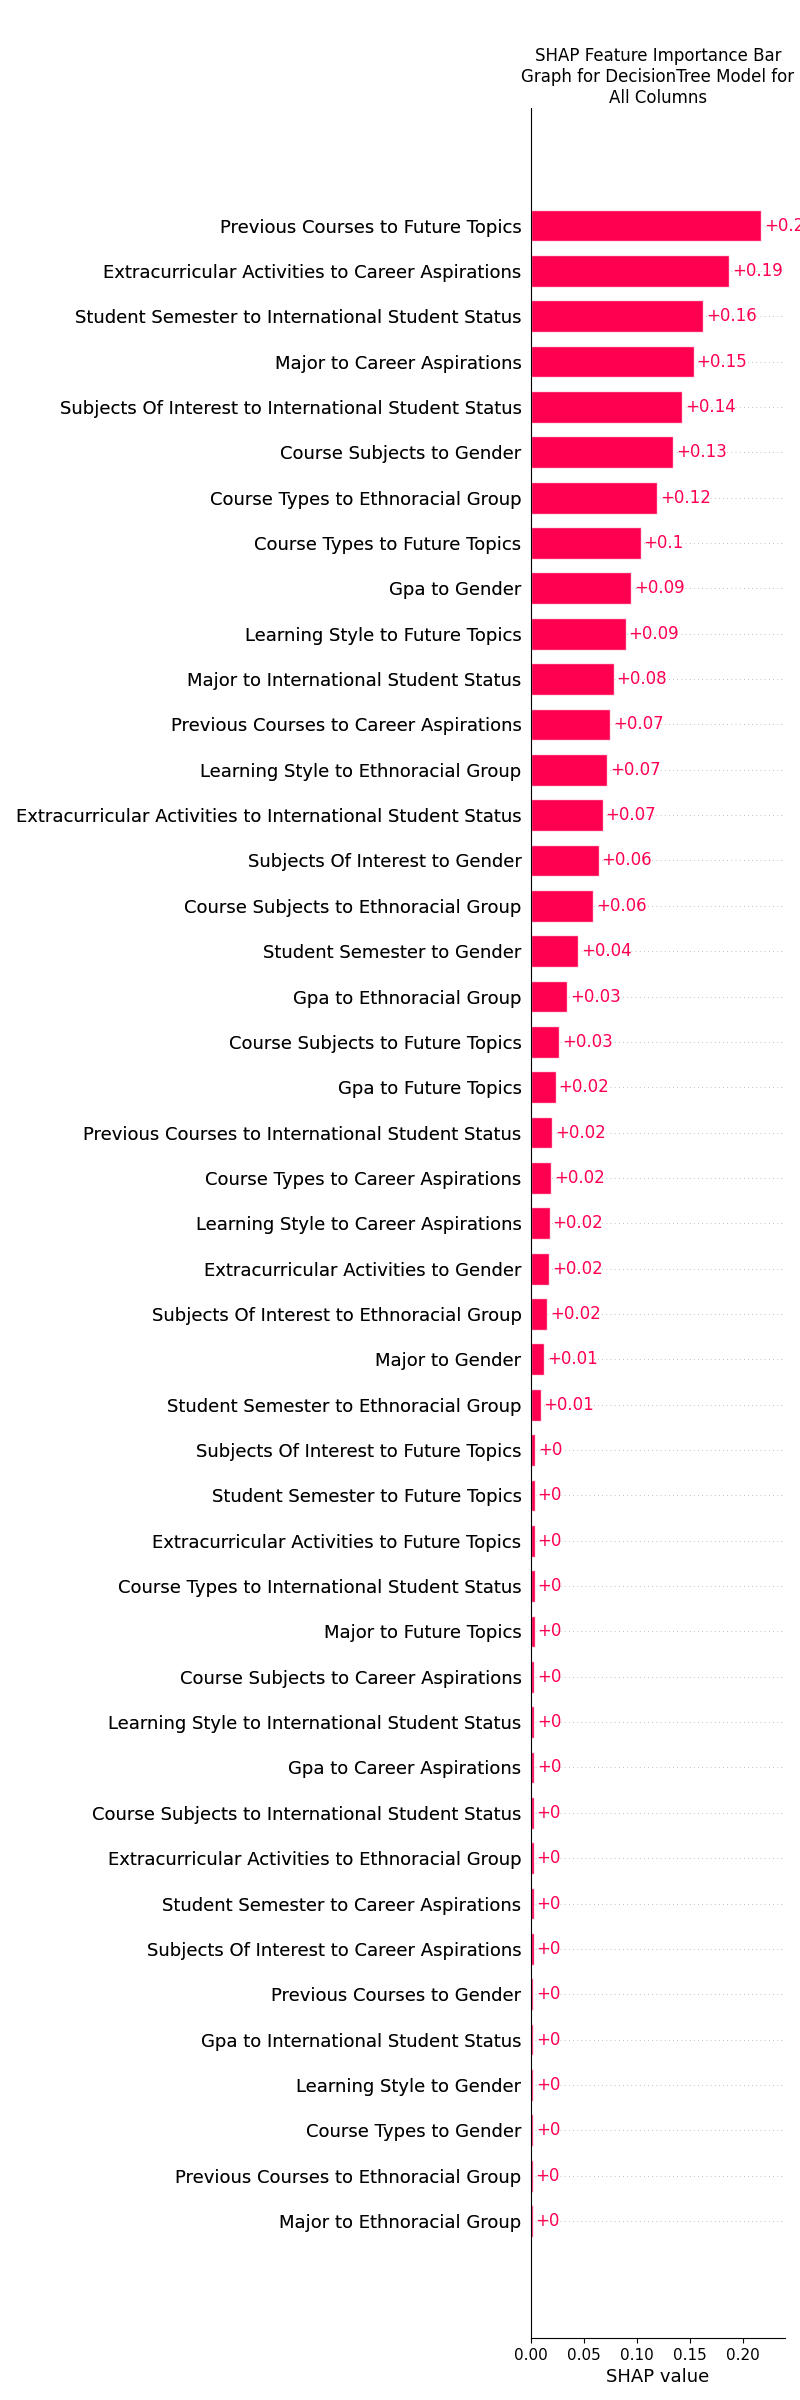 SHAP Feature Importance Bar
Graph for DecisionTree Model for
All Columns
Previous Courses to Future Topics +0.2
Extracurricular Activities to Career Aspirations +0.19
Student Semester to International Student Status +0.16
Major to Career Aspirations +0.15
Subjects Of Interest to International Student Status +0.14
Course Subjects to Gender +0.13
Course Types to Ethnoracial Group +0.12
Course Types to Future Topics +0.1
Gpa to Gender +0.09
Learning Style to Future Topics +0.09
Major to International Student Status +0.08
Previous Courses to Career Aspirations +0.07
Learning Style to Ethnoracial Group +0.07
Extracurricular Activities to International Student Status +0.07
Subjects Of Interest to Gender +0.06
Course Subjects to Ethnoracial Group +0.06
Student Semester to Gender +0.04
Gpa to Ethnoracial Group +0.03
Course Subjects to Future Topics +0.03
Gpa to Future Topics +0.02
Previous Courses to International Student Status +0.02
Course Types to Career Aspirations +0.02
Learning Style to Career Aspirations +0.02
Extracurricular Activities to Gender +0.02
Subjects Of Interest to Ethnoracial Group +0.02
Major to Gender +0.01
Student Semester to Ethnoracial Group +0.01
Subjects Of Interest to Future Topics +0
Student Semester to Future Topics +0
Extracurricular Activities to Future Topics +0
Course Types to International Student Status +0
Major to Future Topics +0
Course Subjects to Career Aspirations +0
Learning Style to International Student Status +0
Gpa to Career Aspirations +0
Course Subjects to International Student Status +0
Extracurricular Activities to Ethnoracial Group +0
Student Semester to Career Aspirations +0
Subjects Of Interest to Career Aspirations +0
Previous Courses to Gender +0
Gpa to International Student Status +0
Learning Style to Gender +0
Course Types to Gender +0
Previous Courses to Ethnoracial Group +0
Major to Ethnoracial Group +0
0.00 0.05 0.10 0.15 0.20
SHAP value